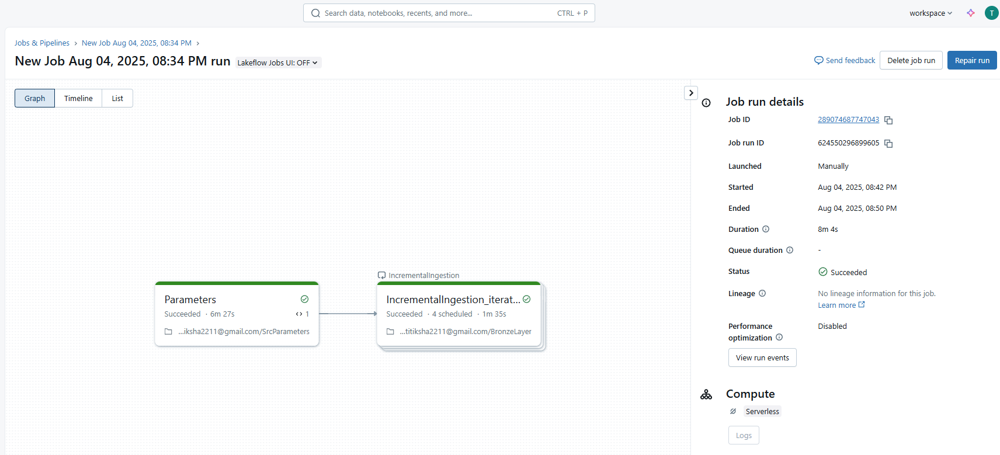 Search data, notebooks, recents, and more... CTRL + P
workspace
T
Jobs & Pipelines › New Job Aug 04, 2025, 08:34 PM ›
New Job Aug 04, 2025, 08:34 PM run Lakeflow Jobs UI: OFF
Send feedback Delete job run Repair run
Graph Timeline List
IncrementalIngestion
Parameters
Succeeded · 6m 27s 1
...iksha2211@gmail.com/SrcParameters
IncrementalIngestion_iterat...
Succeeded · 4 scheduled · 1m 35s
...titiksha2211@gmail.com/BronzeLayer
Job run details
Job ID 289074687747043
Job run ID 624550296899605
Launched Manually
Started Aug 04, 2025, 08:42 PM
Ended Aug 04, 2025, 08:50 PM
Duration 8m 4s
Queue duration -
Status Succeeded
Lineage No lineage information for this job.
Learn more
Performance optimization Disabled
View run events
Compute
Serverless
Logs